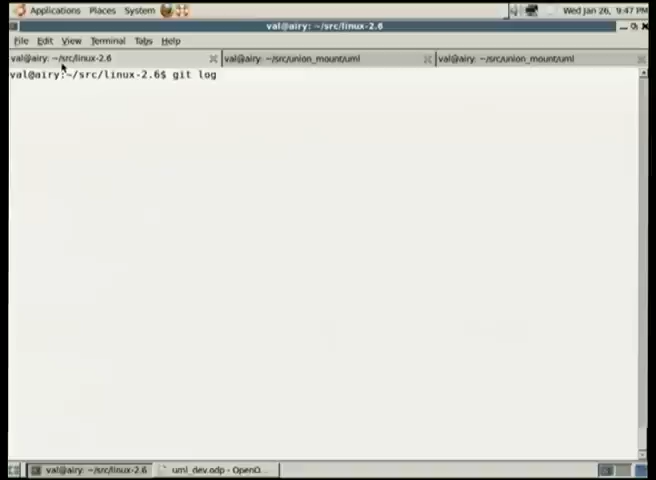 Applications Places System Wed Jan 26, 9:47 PM
val@airy: ~/src/linux-2.6
File Edit View Terminal Tabs Help
val@airy: ~/src/linux-2.6 val@airy: ~/src/union_mount/uml val@airy: ~/src/union_mount/uml
val@airy:~/src/linux-2.6$ git log
val@airy: ~/src/linux-2.6 uml_dev.odp - OpenO...